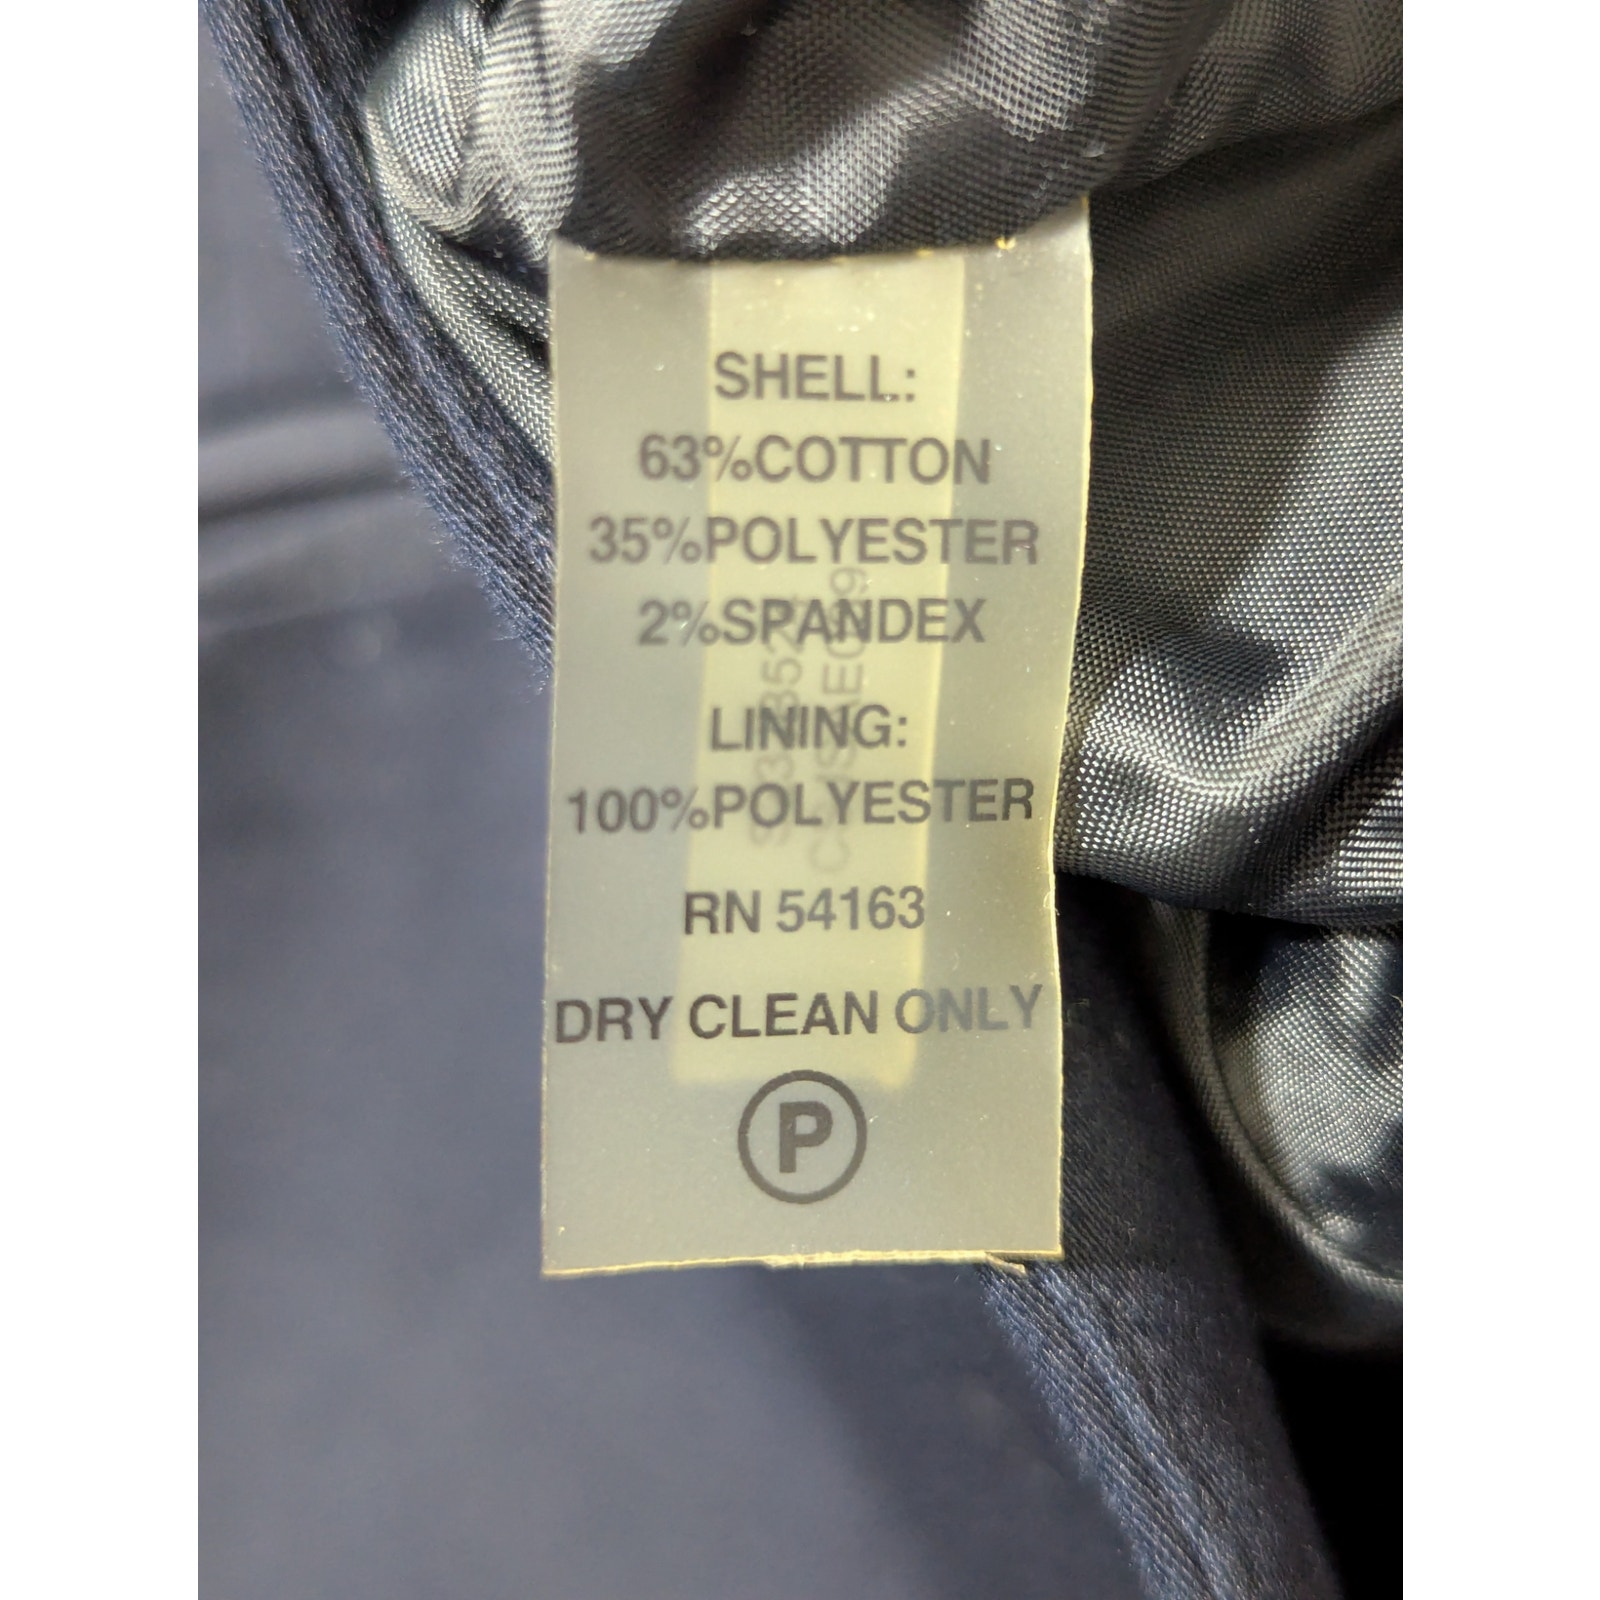 SHELL:
63%COTTON
35%POLYESTER
2%SPANDEX
LINING:
100%POLYESTER
RN 54163
DRY CLEAN ONLY
P